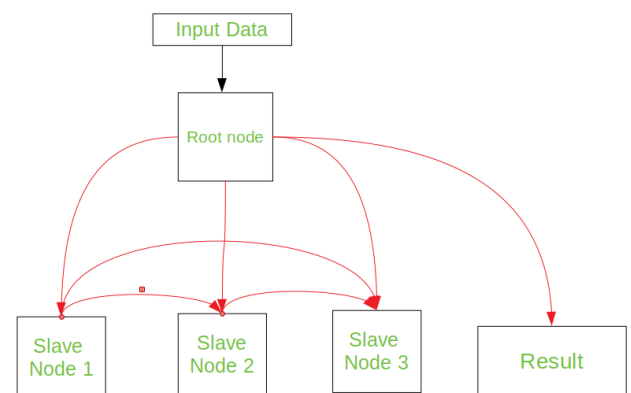 Input Data
Root node
Slave
Node 1
Slave
Node 2
Slave
Node 3
Result